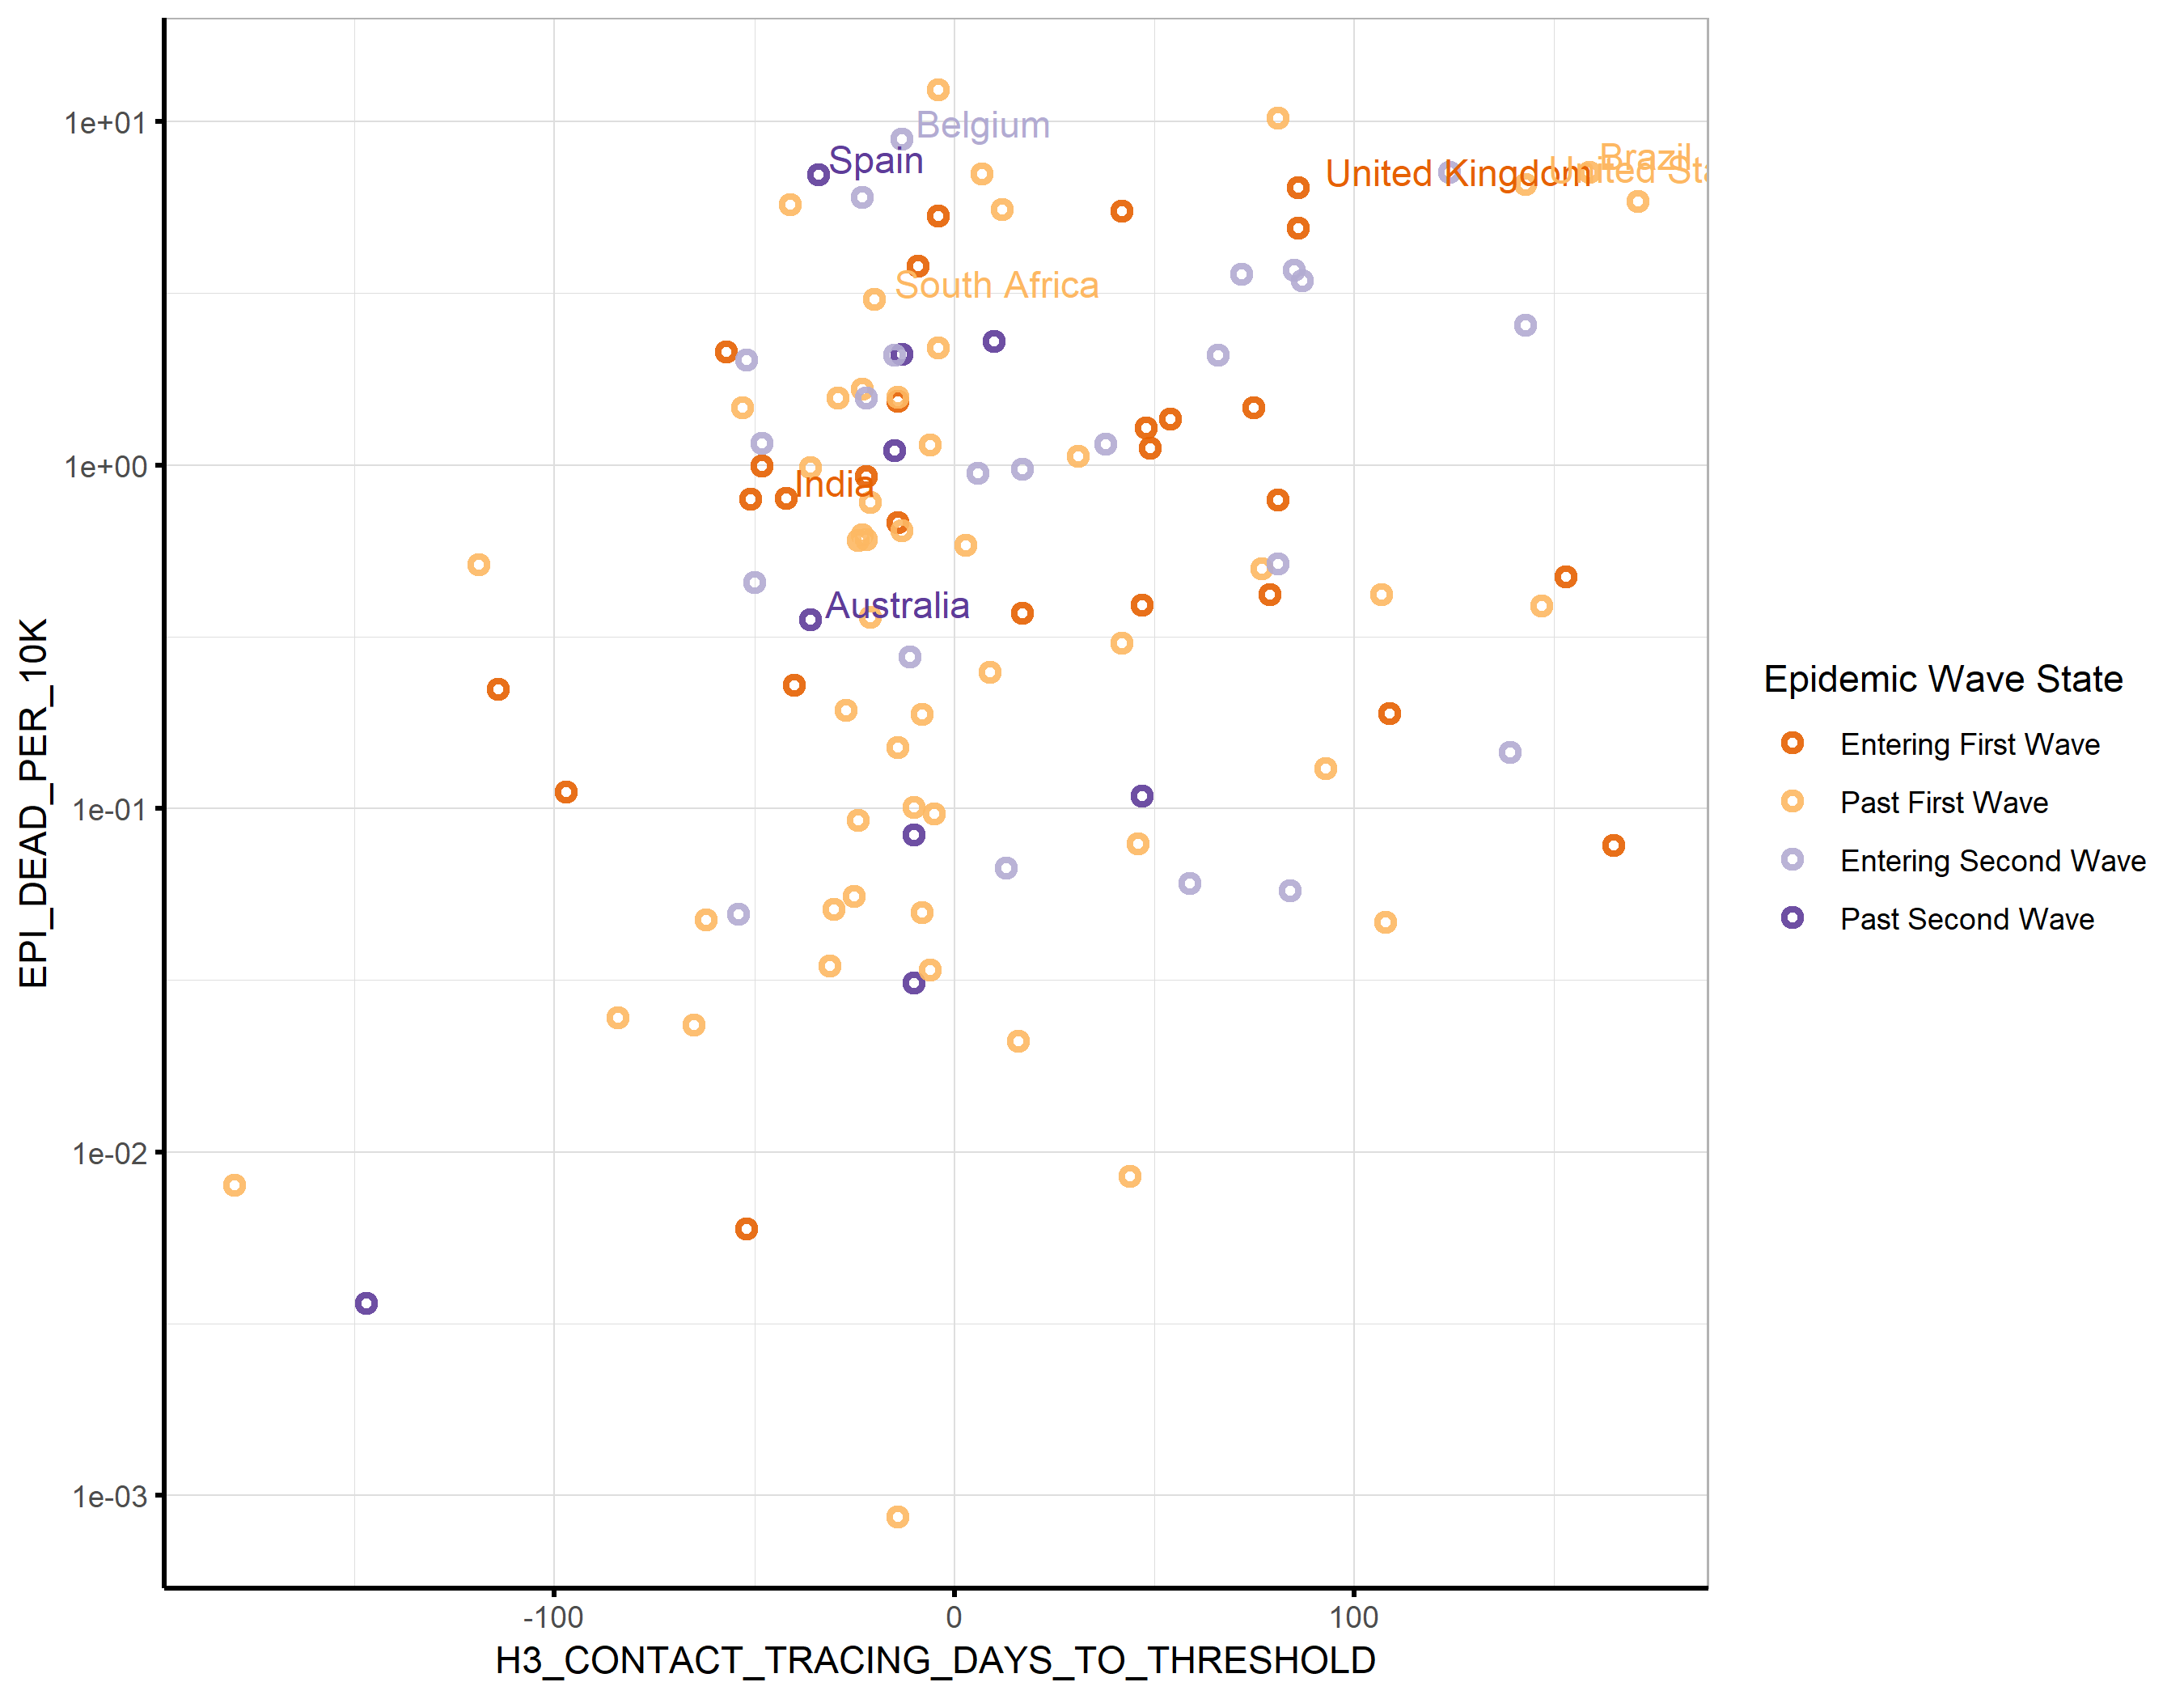 1e+01
1e+00
1e-01
1e-02
1e-03
EPI_DEAD_PER_10K
Belgium
Spain
Brazil
United Kingdom
United Sta
South Africa
India
Australia
-100
0
100
H3_CONTACT_TRACING_DAYS_TO_THRESHOLD
Epidemic Wave State
Entering First Wave
Past First Wave
Entering Second Wave
Past Second Wave